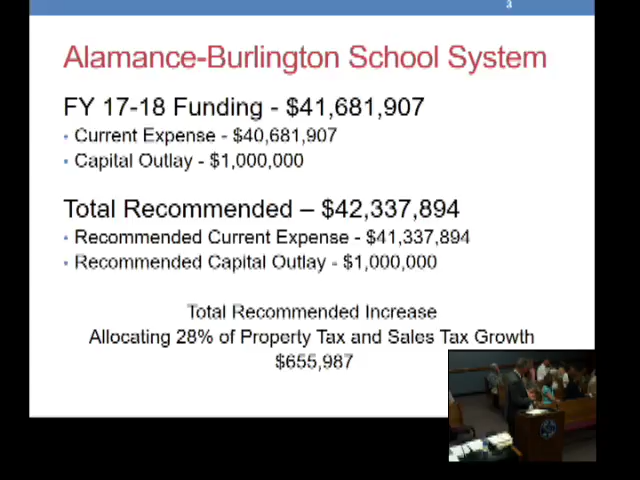 3
Alamance-Burlington School System
FY 17-18 Funding - $41,681,907
• Current Expense - $40,681,907
• Capital Outlay - $1,000,000
Total Recommended – $42,337,894
• Recommended Current Expense - $41,337,894
• Recommended Capital Outlay - $1,000,000
Total Recommended Increase
Allocating 28% of Property Tax and Sales Tax Growth
$655,987